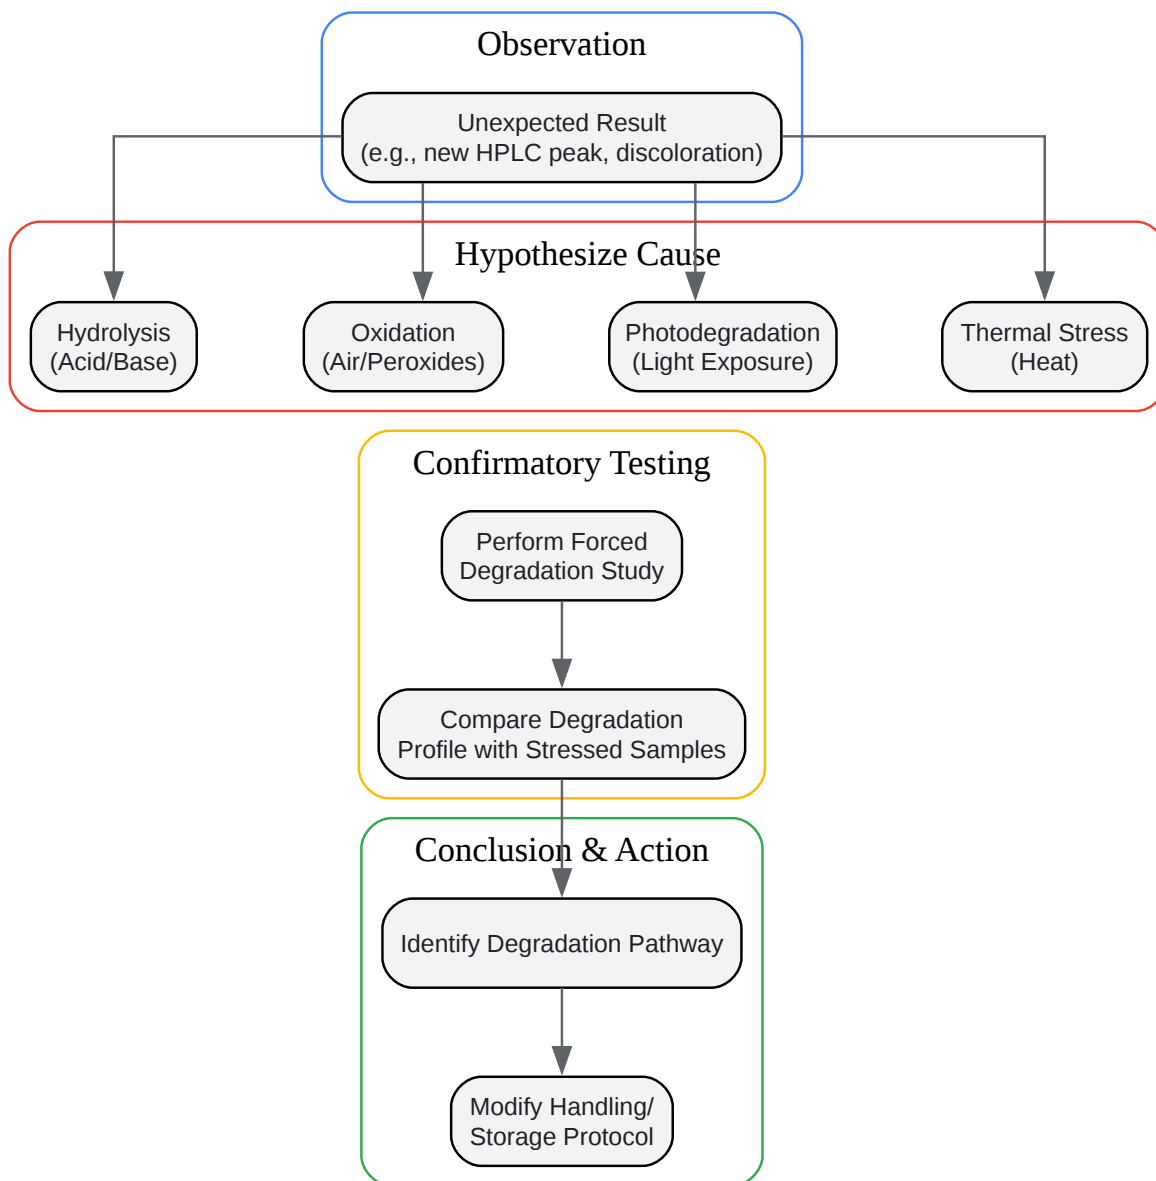 Observation
Unexpected Result
(e.g., new HPLC peak, discoloration)
Hypothesize Cause
Hydrolysis
(Acid/Base)
Oxidation
(Air/Peroxides)
Photodegradation
(Light Exposure)
Thermal Stress
(Heat)
Confirmatory Testing
Perform Forced
Degradation Study
Compare Degradation
Profile with Stressed Samples
Conclusion & Action
Identify Degradation Pathway
Modify Handling/
Storage Protocol